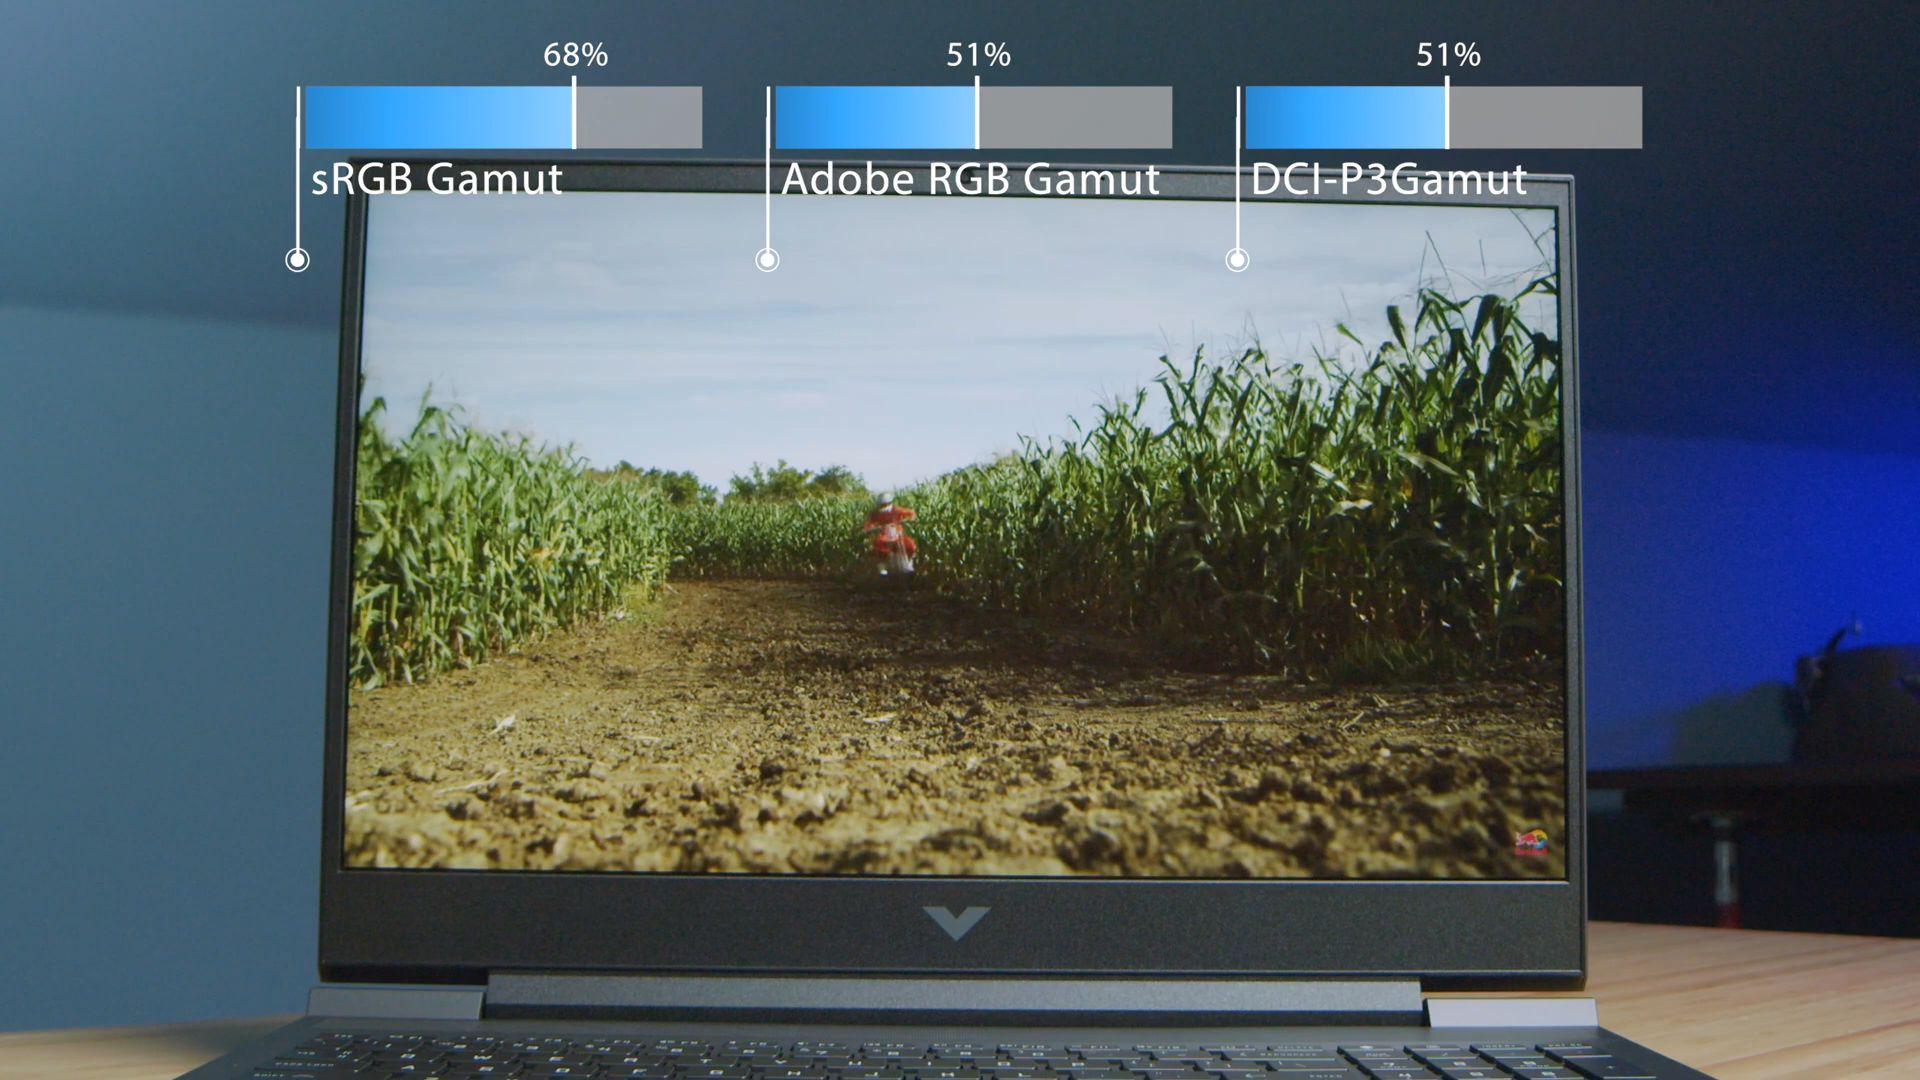 68%
51%
51%
sRGB Gamut
Adobe RGB Gamut
DCI-P3Gamut